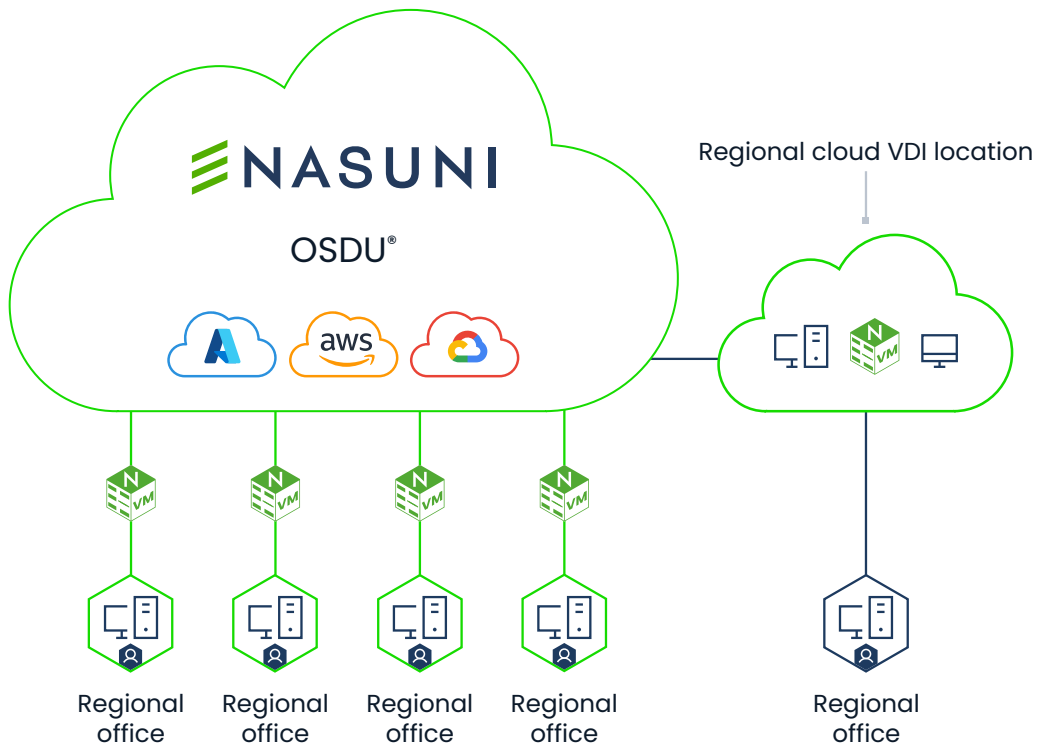 NASUNI
OSDU®
aws
Regional cloud VDI location
N
VM
N
VM
N
VM
N
VM
N
VM
Regional
office
Regional
office
Regional
office
Regional
office
Regional
office